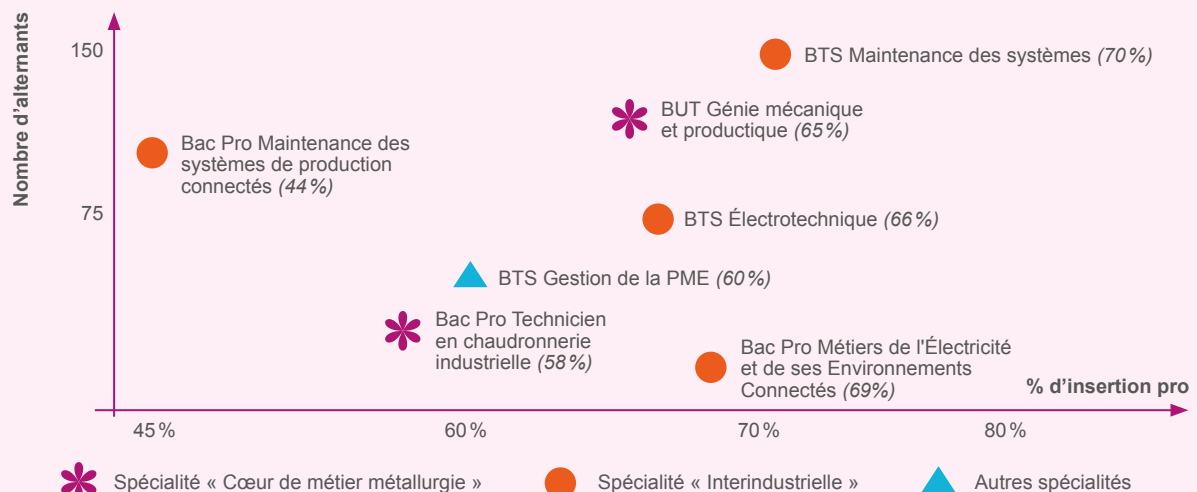 Nombre d'alternants
150
BTS Maintenance des systèmes (70 %)
BUT Génie mécanique
et productique (65 %)
Bac Pro Maintenance des
systèmes de production
connectés (44 %)
75
BTS Électrotechnique (66 %)
BTS Gestion de la PME (60 %)
Bac Pro Technicien
en chaudronnerie
industrielle (58 %)
Bac Pro Métiers de l'Électricité
et de ses Environnements
Connectés (69%)
% d'insertion pro
45 %
60 %
70 %
80 %
Spécialité « Cœur de métier métallurgie »
Spécialité « Interindustrielle »
Autres spécialités